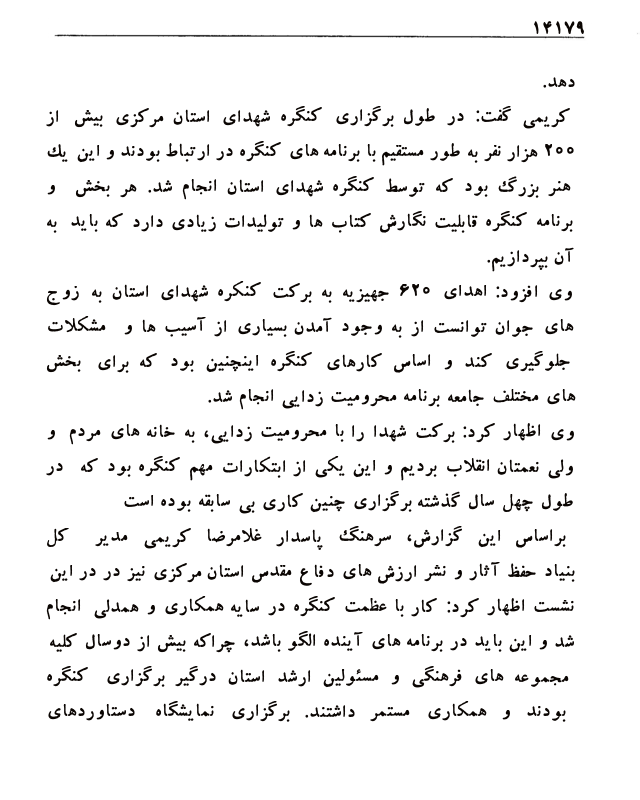 ۱۴۱۷۹
دهد.
کریمی گفت: در طول برگزاری کنگره شهدای استان مرکزی بیش از
۲۰۰ هزار نفر به طور مستقیم با برنامه های کنگره در ارتباط بودند و این یك
هنر بزرگ بود که توسط کنگره شهدای استان انجام شد. هر بخش و
برنامه کنگره قابلیت نگارش کتاب ها و تولیدات زیادی دارد که باید به
آن بپردازیم.
وی افزود: اهدای ۶۲۰ جهیزیه به برکت کنکره شهدای استان به زوج
های جوان توانست از به وجود آمدن بسیاری از آسیب ها و مشکلات
جلوگیری کند و اساس کارهای کنگره اینچنین بود که برای بخش
های مختلف جامعه برنامه محرومیت زدایی انجام شد.
وی اظهار کرد: برکت شهدا را با محرومیت زدایی، به خانه های مردم و
ولی نعمتان انقلاب بردیم و این یکی از ابتکارات مهم کنگره بود که در
طول چهل سال گذشته برگزاری چنین کاری بی سابقه بوده است
براساس این گزارش، سرهنگ پاسدار غلامرضا کریمی مدیر کل
بنیاد حفظ آثار و نشر ارزش های دفاع مقدس استان مرکزی نیز در در این
نشست اظهار کرد: کار با عظمت کنگره در سایه همکاری و همدلی انجام
شد و این باید در برنامه های آینده الگو باشد، چراکه بیش از دوسال کلیه
مجموعه های فرهنگی و مسئولین ارشد استان درگیر برگزاری کنگره
بودند و همکاری مستمر داشتند. برگزاری نمایشگاه دستاوردهای